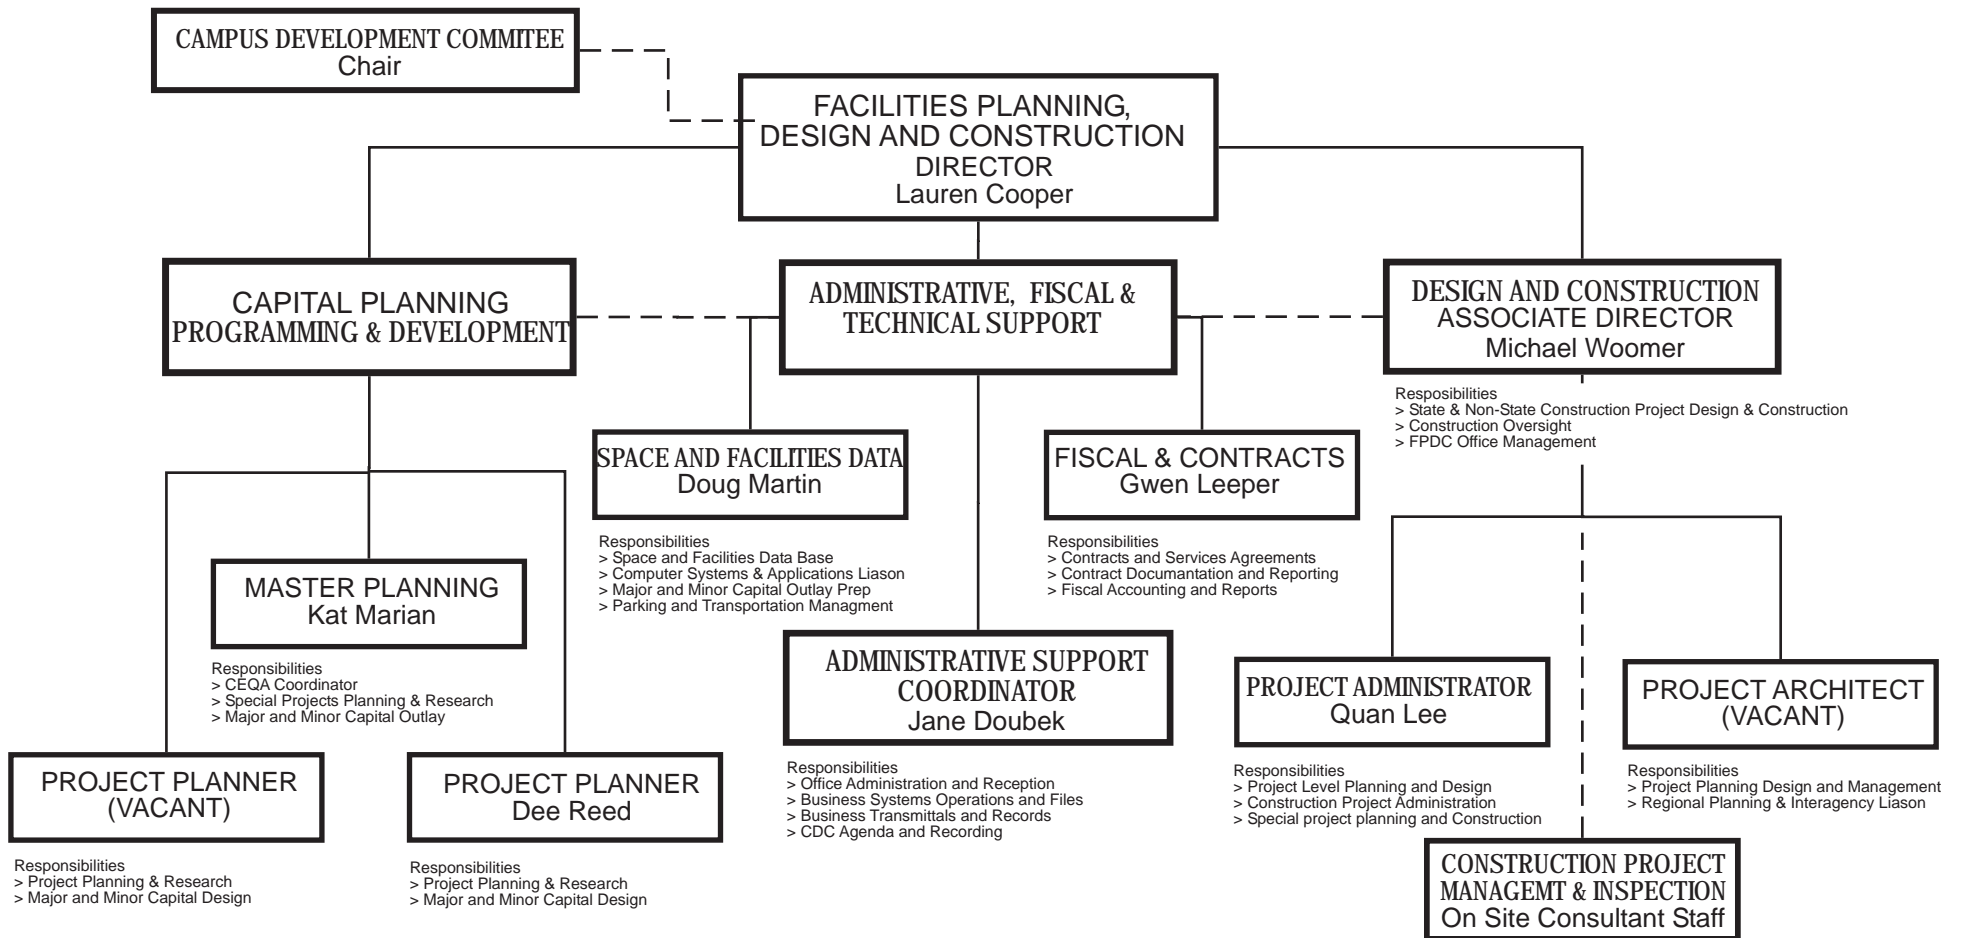 CAMPUS DEVELOPMENT COMMITEE
Chair
FACILITIES PLANNING,
DESIGN AND CONSTRUCTION
DIRECTOR
Lauren Cooper
CAPITAL PLANNING
PROGRAMMING & DEVELOPMENT
ADMINISTRATIVE, FISCAL &
TECHNICAL SUPPORT
DESIGN AND CONSTRUCTION
ASSOCIATE DIRECTOR
Michael Woomer
Resposibilities
> State & Non-State Construction Project Design & Construction
> Construction Oversight
> FPDC Office Management
SPACE AND FACILITIES DATA
Doug Martin
Responsibilities
> Space and Facilities Data Base
> Computer Systems & Applications Liason
> Major and Minor Capital Outlay Prep
> Parking and Transportation Managment
FISCAL & CONTRACTS
Gwen Leeper
Responsibilities
> Contracts and Services Agreements
> Contract Documantation and Reporting
> Fiscal Accounting and Reports
MASTER PLANNING
Kat Marian
Responsibilities
> CEQA Coordinator
> Special Projects Planning & Research
> Major and Minor Capital Outlay
ADMINISTRATIVE SUPPORT
COORDINATOR
Jane Doubek
Responsibilities
> Office Administration and Reception
> Business Systems Operations and Files
> Business Transmittals and Records
> CDC Agenda and Recording
PROJECT ADMINISTRATOR
Quan Lee
Responsibilities
> Project Level Planning and Design
> Construction Project Administration
> Special project planning and Construction
PROJECT ARCHITECT
(VACANT)
Responsibilities
> Project Planning Design and Management
> Regional Planning & Interagency Liason
PROJECT PLANNER
(VACANT)
Responsibilities
> Project Planning & Research
> Major and Minor Capital Design
PROJECT PLANNER
Dee Reed
Responsibilities
> Project Planning & Research
> Major and Minor Capital Design
CONSTRUCTION PROJECT
MANAGEMT & INSPECTION
On Site Consultant Staff